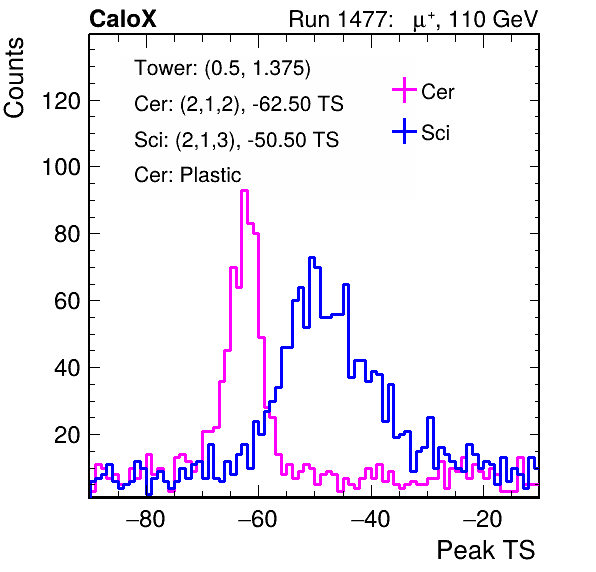 CaloX Run 1477: μ⁺, 110 GeV
Counts
Tower: (0.5, 1.375)
Cer: (2,1,2), -62.50 TS
Sci: (2,1,3), -50.50 TS
Cer: Plastic
Cer
Sci
120
100
80
60
40
20
−80 −60 −40 −20
Peak TS